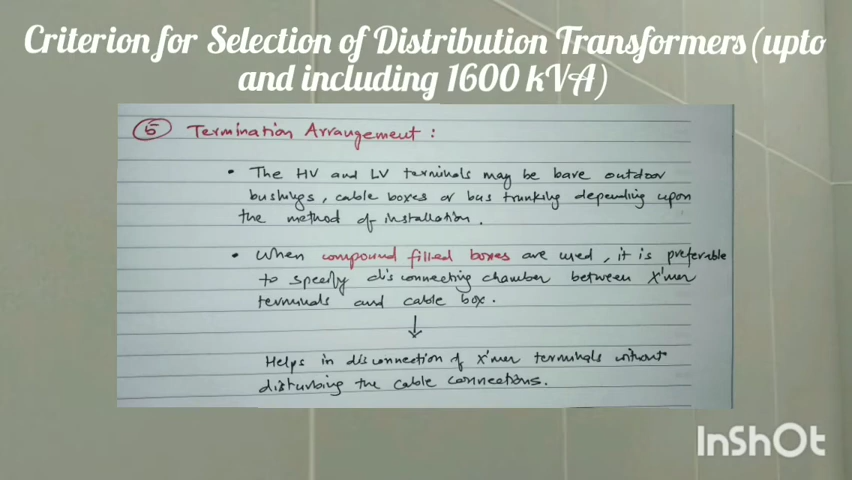 Criterion for Selection of Distribution Transformers(upto
and including 1600 kVA)
5 Termination Arrangement :
• The HV and LV terminals may be bare outdoor
bushings, cable boxes or bus trunking depending upon
the method of installation.
• When compound filled boxes are used, it is preferable
to specify disconnecting chamber between X'mer
terminals and cable box.
↓
Helps in disconnection of X'mer terminals without
disturbing the cable connections.
InShOt